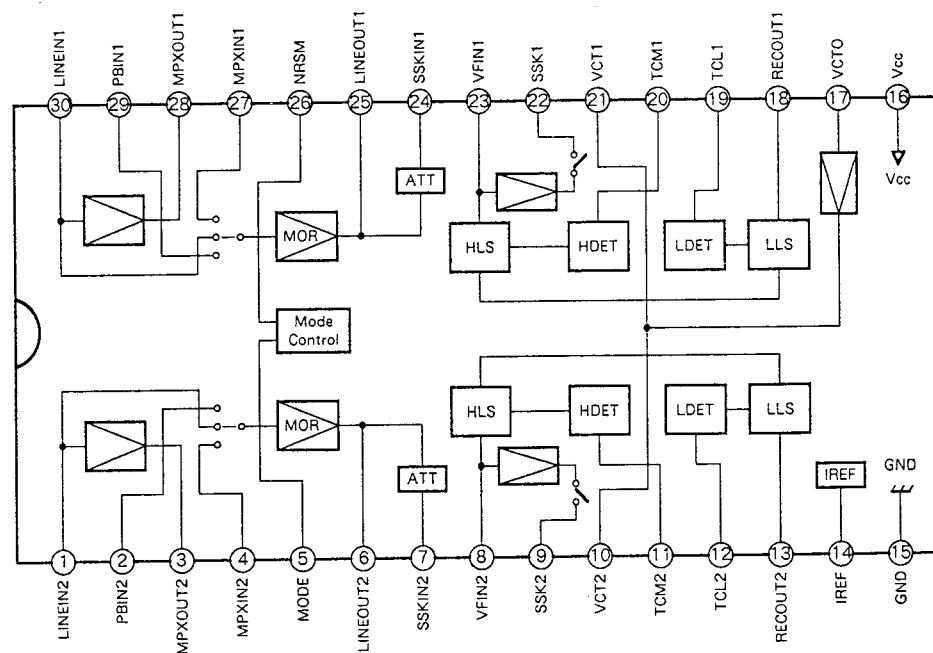 LINEIN1
PBIN1
MPXOUT1
MPXIN1
NRSM
LINEOUT1
SSKIN1
VFIN1
SSK1
VCT1
TCM1
TCL1
RECOUT1
VCTO
Vcc
30
29
28
27
26
25
24
23
22
21
20
19
18
17
16
ATT
Vcc
MOR
HLS
HDET
LDET
LLS
Mode
Control
MOR
HLS
HDET
LDET
LLS
ATT
IREF
GND
1
2
3
4
5
6
7
8
9
10
11
12
13
14
15
LINEIN2
PBIN2
MPXOUT2
MPXIN2
MODE
LINEOUT2
SSKIN2
VFIN2
SSK2
VCT2
TCM2
TCL2
RECOUT2
IREF
GND